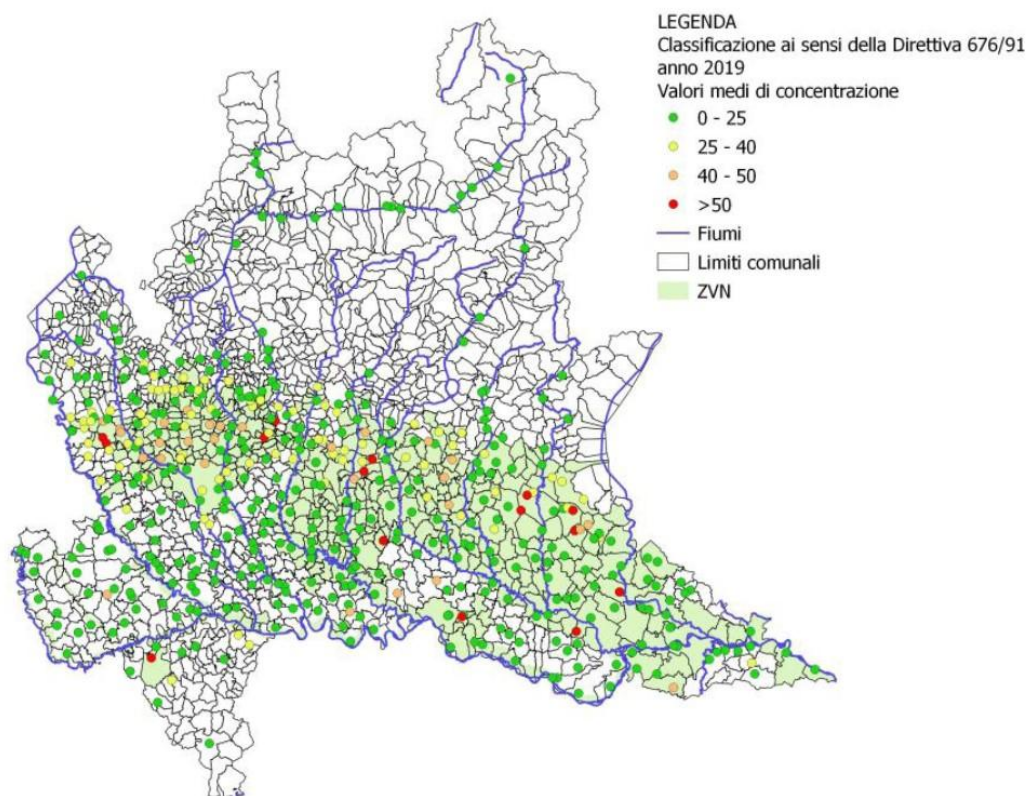 LEGENDA
Classificazione ai sensi della Direttiva 676/91
anno 2019
Valori medi di concentrazione
0 - 25
25 - 40
40 - 50
>50
Fiumi
Limiti comunali
ZVN